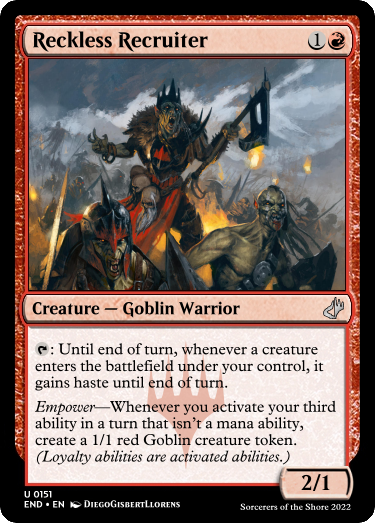 Reckless Recruiter 1
Creature — Goblin Warrior
: Until end of turn, whenever a creature
enters the battlefield under your control, it
gains haste until end of turn.
Empower—Whenever you activate your third
ability in a turn that isn't a mana ability,
create a 1/1 red Goblin creature token.
(Loyalty abilities are activated abilities.)
2/1
U 0151
END • EN DiegoGisbertLlorens
Sorcerers of the Shore 2022